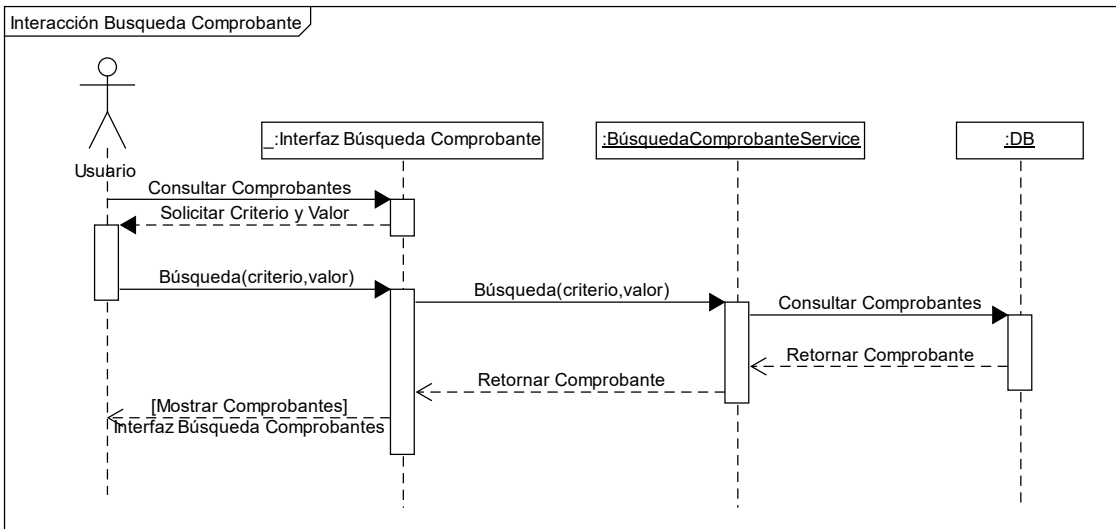 Interacción Busqueda Comprobante
Usuario
_:Interfaz Búsqueda Comprobante
:BúsquedaComprobanteService
:DB
Consultar Comprobantes
Solicitar Criterio y Valor
Búsqueda(criterio,valor)
Búsqueda(criterio,valor)
Consultar Comprobantes
Retornar Comprobante
Retornar Comprobante
[Mostrar Comprobantes]
Interfaz Búsqueda Comprobantes